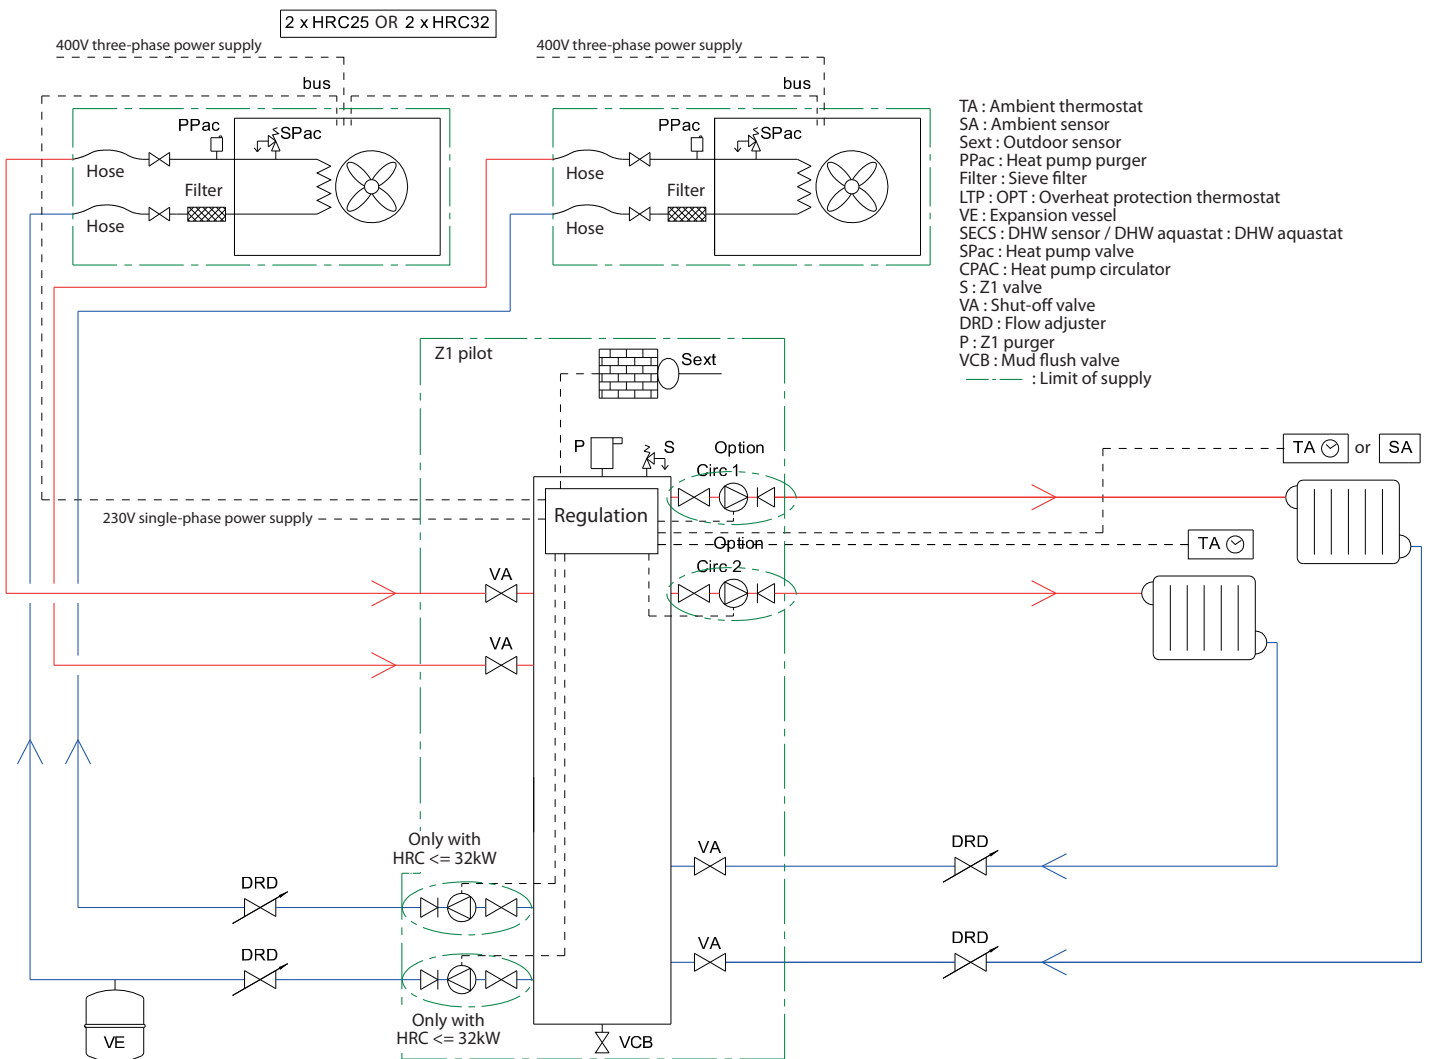 2 x HRC25 OR 2 x HRC32
400V three-phase power supply
400V three-phase power supply
bus
bus
PPac
SPac
Hose
Filter
Hose
PPac
SPac
Hose
Filter
Hose
TA : Ambient thermostat
SA : Ambient sensor
Sext : Outdoor sensor
PPac : Heat pump purger
Filter : Sieve filter
LTP : OPT : Overheat protection thermostat
VE : Expansion vessel
SECS : DHW sensor / DHW aquastat : DHW aquastat
SPac : Heat pump valve
CPAC : Heat pump circulator
S : Z1 valve
VA : Shut-off valve
DRD : Flow adjuster
P : Z1 purger
VCB : Mud flush valve
: Limit of supply
Z1 pilot
Sext
P
S
Option
Circ 1
TA or SA
230V single-phase power supply
Regulation
Option
TA
Circ 2
VA
VA
Only with
HRC <= 32kW
DRD
VA
DRD
DRD
VA
DRD
Only with
HRC <= 32kW
VE
VCB